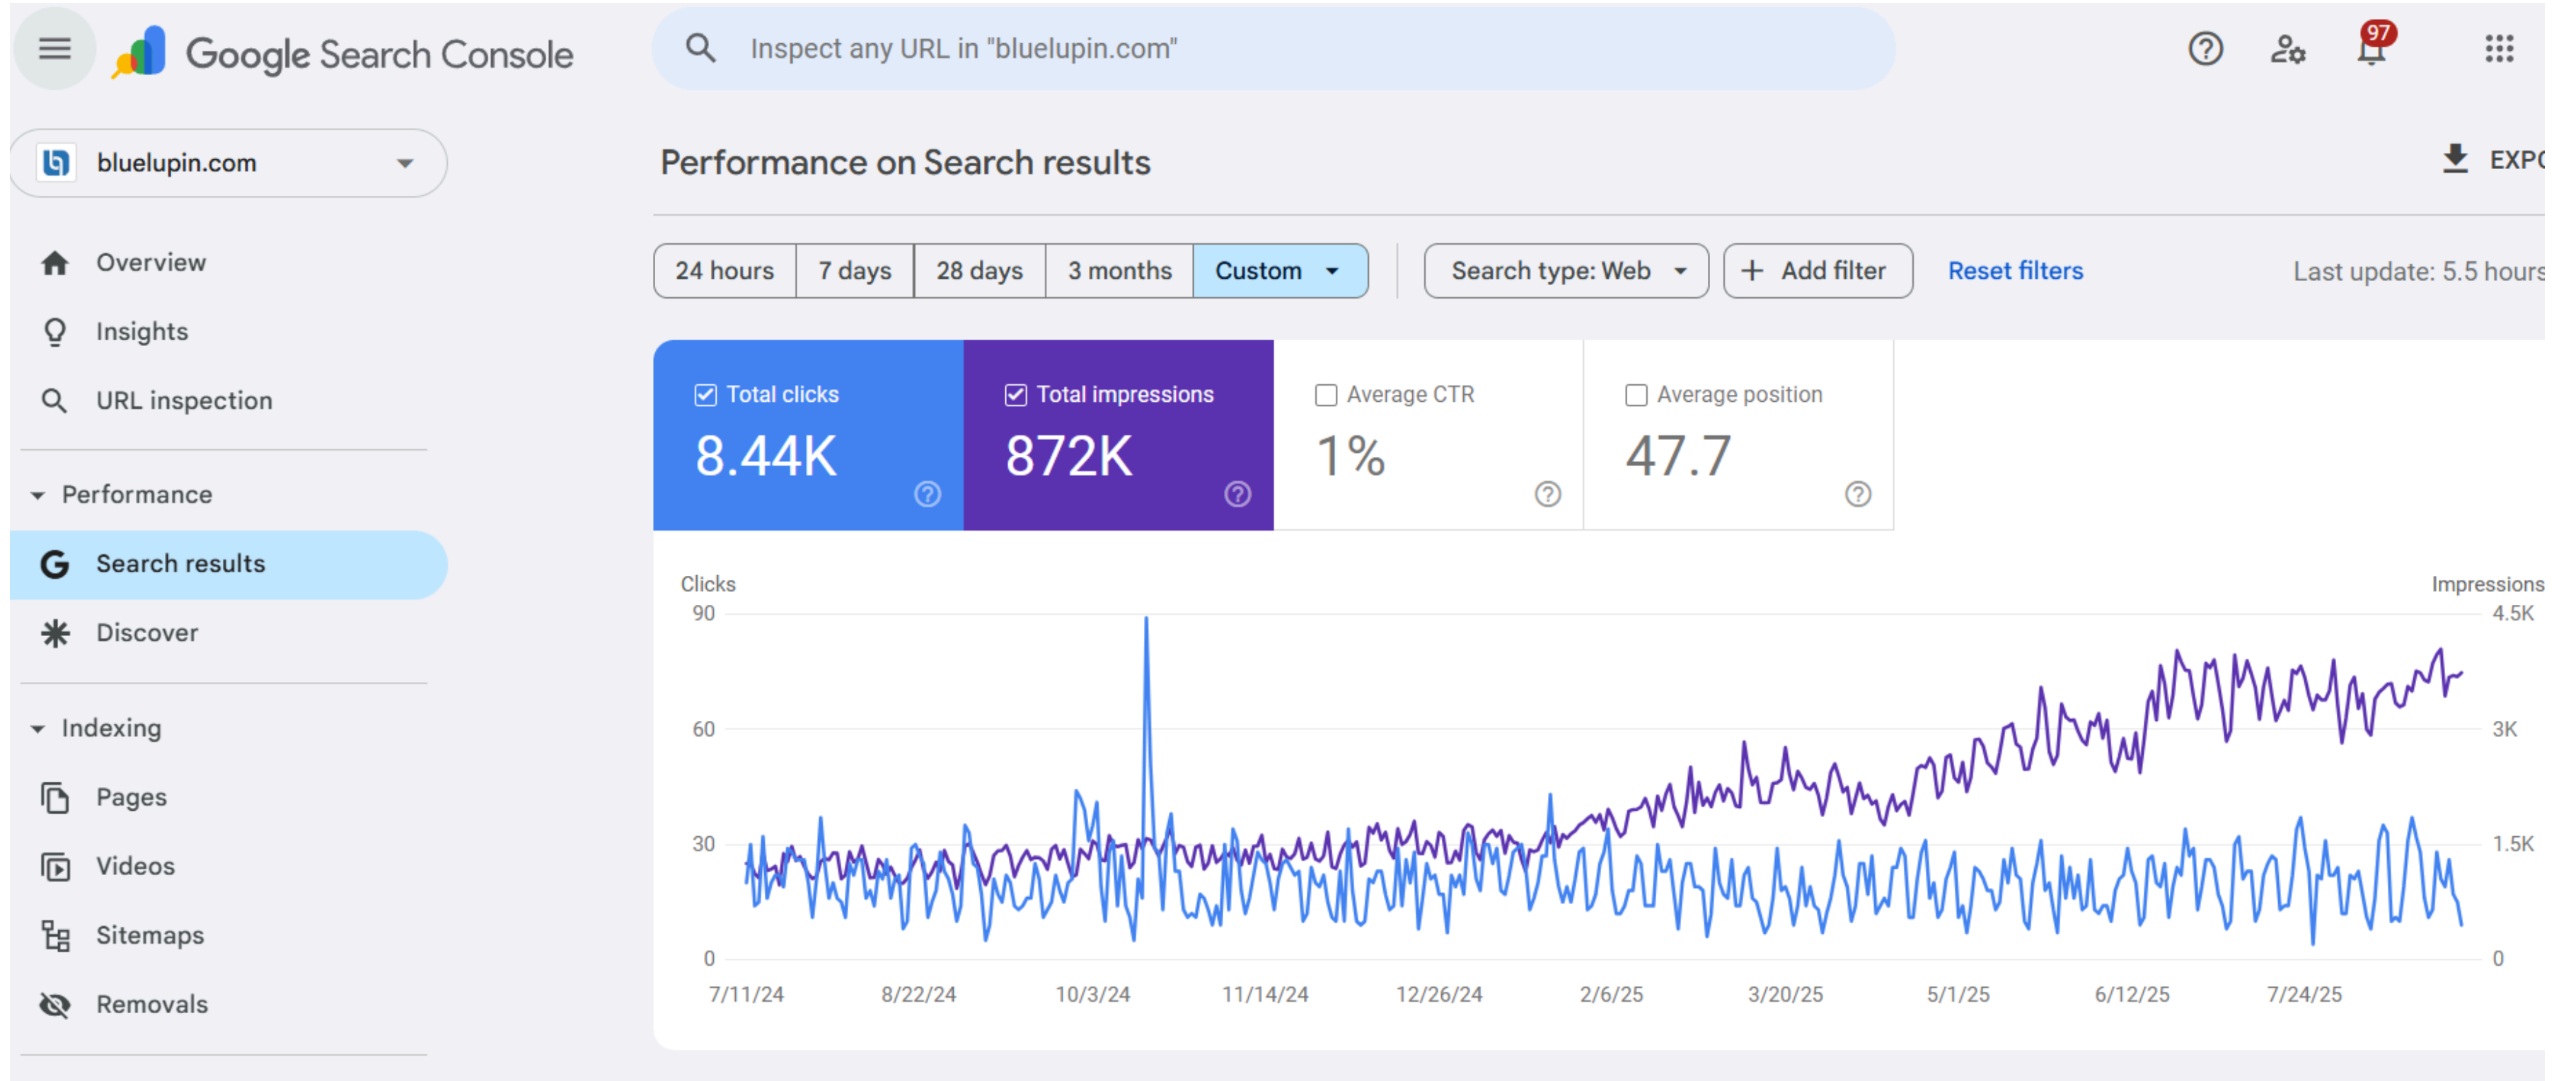 Google Search Console
Inspect any URL in "bluelupin.com"
97
bluelupin.com
Performance on Search results
EXPO
Overview
Insights
URL inspection
Performance
Search results
Discover
Indexing
Pages
Videos
Sitemaps
Removals
24 hours
7 days
28 days
3 months
Custom
Search type: Web
+ Add filter
Reset filters
Last update: 5.5 hours
Total clicks
8.44K
Total impressions
872K
Average CTR
1%
Average position
47.7
Clicks
Impressions
90
4.5K
60
3K
30
1.5K
0
0
7/11/24
8/22/24
10/3/24
11/14/24
12/26/24
2/6/25
3/20/25
5/1/25
6/12/25
7/24/25